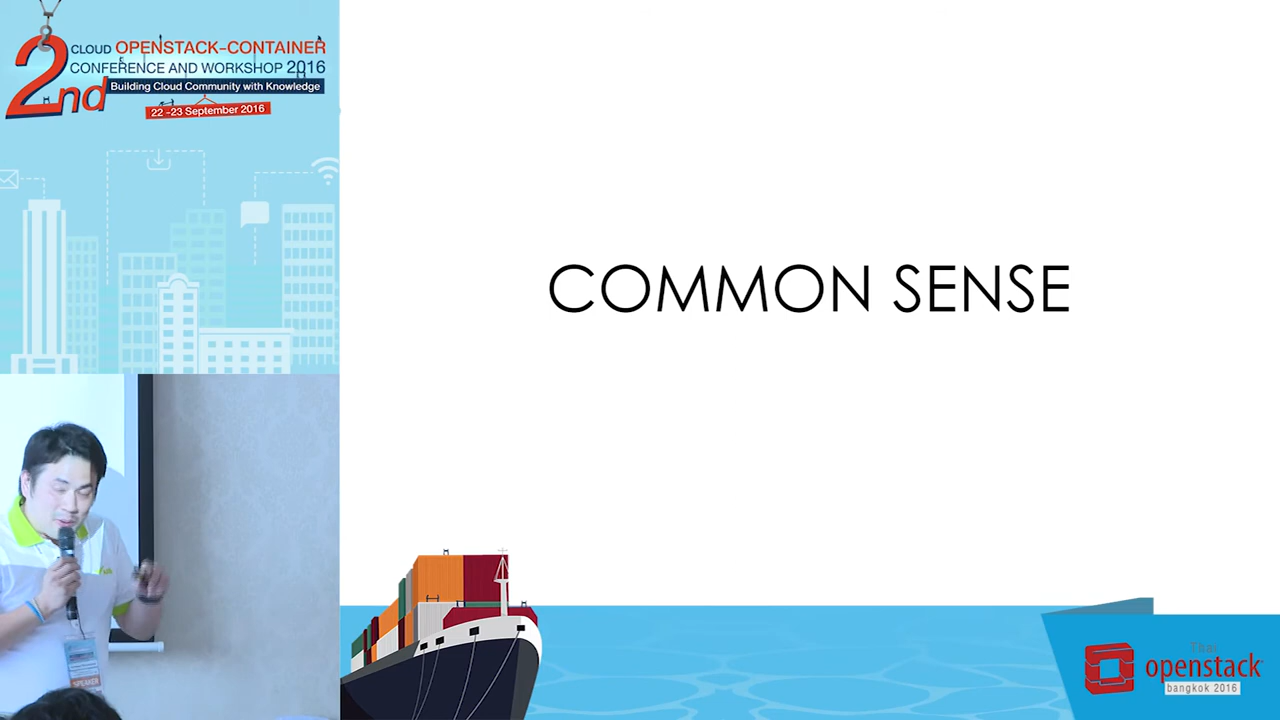 2nd
CLOUD OPENSTACK-CONTAINER
CONFERENCE AND WORKSHOP 2016
Building Cloud Community with Knowledge
22 -23 September 2016
COMMON SENSE
SPEAKER
Thai
openstack
bangkok 2016